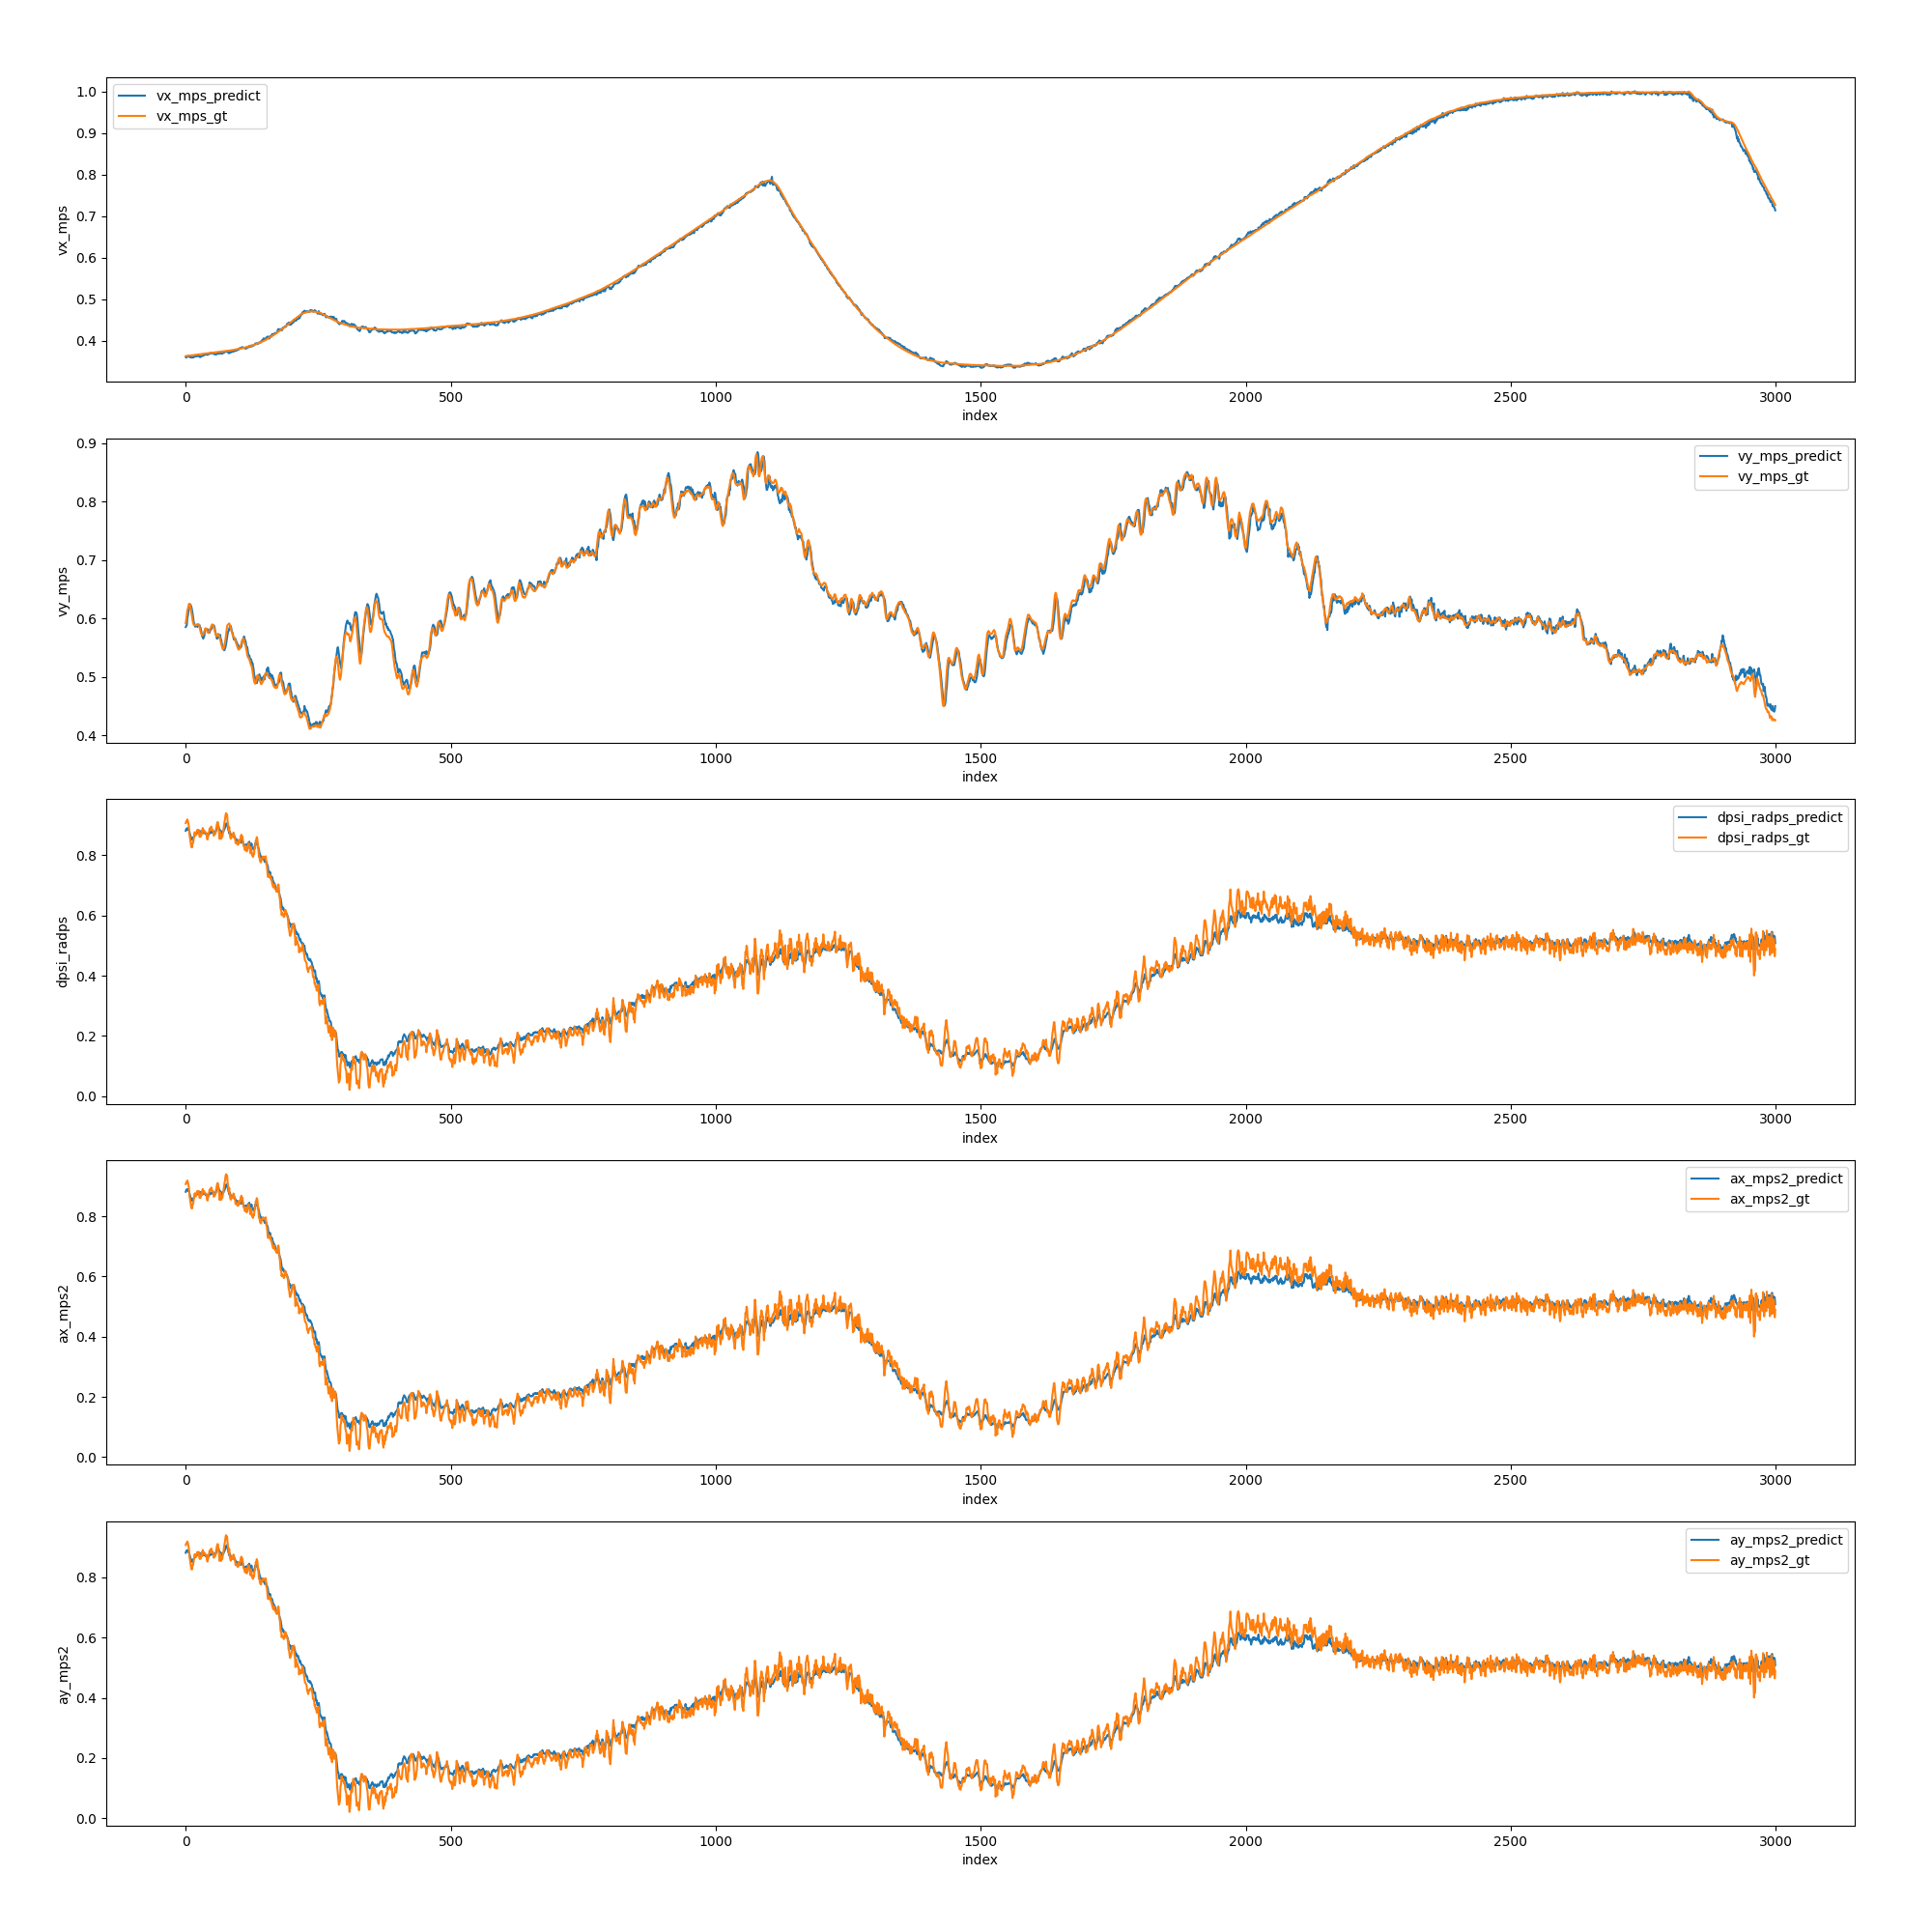 vx_mps_predict
vx_mps_gt
1.0
0.9
0.8
0.7
0.6
0.5
0.4
vx_mps
0 500 1000 1500 2000 2500 3000
index
vy_mps_predict
vy_mps_gt
0.9
0.8
0.7
0.6
0.5
0.4
vy_mps
0 500 1000 1500 2000 2500 3000
index
dpsi_radps_predict
dpsi_radps_gt
0.8
0.6
0.4
0.2
0.0
dpsi_radps
0 500 1000 1500 2000 2500 3000
index
ax_mps2_predict
ax_mps2_gt
0.8
0.6
0.4
0.2
0.0
ax_mps2
0 500 1000 1500 2000 2500 3000
index
ay_mps2_predict
ay_mps2_gt
0.8
0.6
0.4
0.2
0.0
ay_mps2
0 500 1000 1500 2000 2500 3000
index